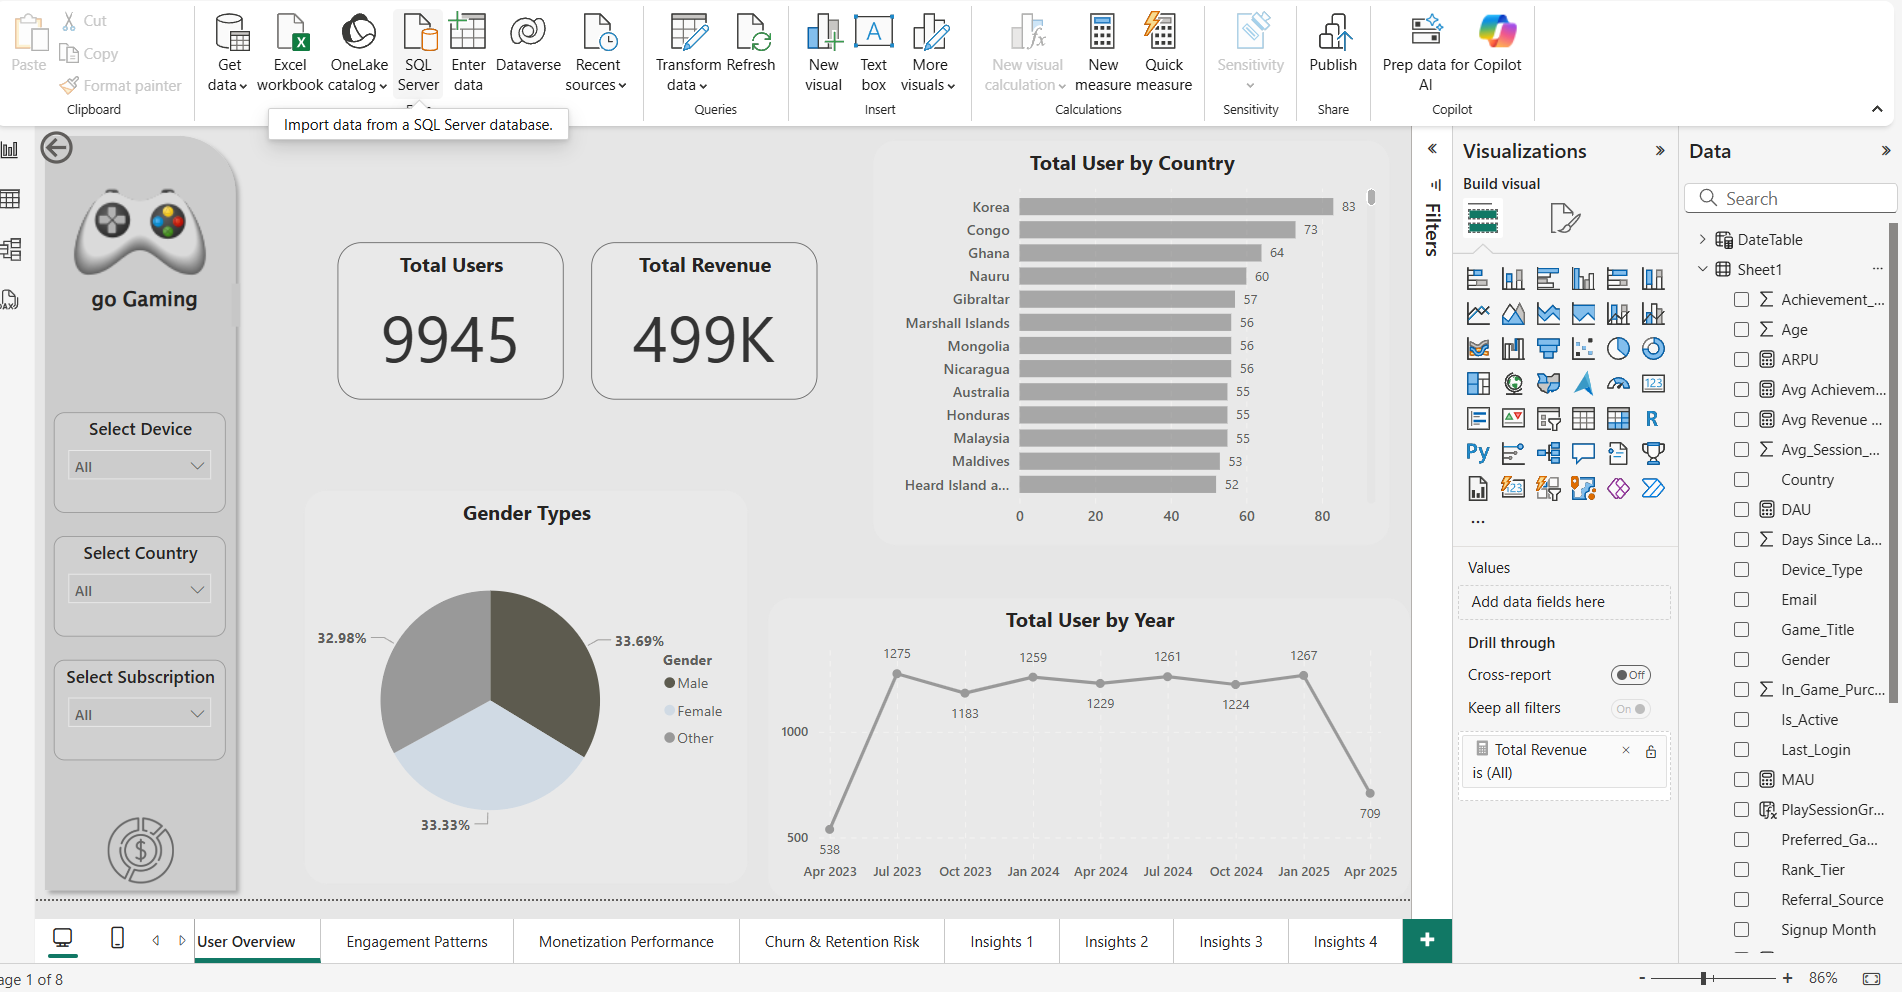 Paste
Cut
Copy
Format painter
Clipboard
Get
data
Excel
workbook
OneLake
catalog
SQL
Server
Enter
data
Dataverse
Recent
sources
Import data from a SQL Server database.
Transform
data
Refresh
Queries
New
visual
Text
box
More
visuals
Insert
New visual
calculation
New
measure
Quick
measure
Calculations
Sensitivity
Sensitivity
Publish
Share
Prep data for
AI
Copilot
Copilot
go Gaming
Select Device
All
Select Country
All
Select Subscription
All
Total Users
9945
Total Revenue
499K
Total User by Country
Korea 83
Congo 73
Ghana 64
Nauru 60
Gibraltar 57
Marshall Islands 56
Mongolia 56
Nicaragua 56
Australia 55
Honduras 55
Malaysia 55
Maldives 53
Heard Island a... 52
0 20 40 60 80
Gender Types
32.98%
33.69%
33.33%
Gender
Male
Female
Other
Total User by Year
1000
500
538
1275
1183
1259
1229
1261
1224
1267
709
Apr 2023 Jul 2023 Oct 2023 Jan 2024 Apr 2024 Jul 2024 Oct 2024 Jan 2025 Apr 2025
Filters
Visualizations
Build visual
123
R
Py
123
...
Values
Add data fields here
Drill through
Cross-report
Off
Keep all filters
On
Total Revenue
is (All)
Data
Search
DateTable
Sheet1
...
Achievement_...
Age
ARPU
Avg Achievem...
Avg Revenue ...
Avg_Session_...
Country
DAU
Days Since La...
Device_Type
Email
Game_Title
Gender
In_Game_Purc...
Is_Active
Last_Login
MAU
PlaySessionGr...
Preferred_Ga...
Rank_Tier
Referral_Source
Signup Month
User Overview
Engagement Patterns
Monetization Performance
Churn & Retention Risk
Insights 1
Insights 2
Insights 3
Insights 4
+
age 1 of 8
- + 86%